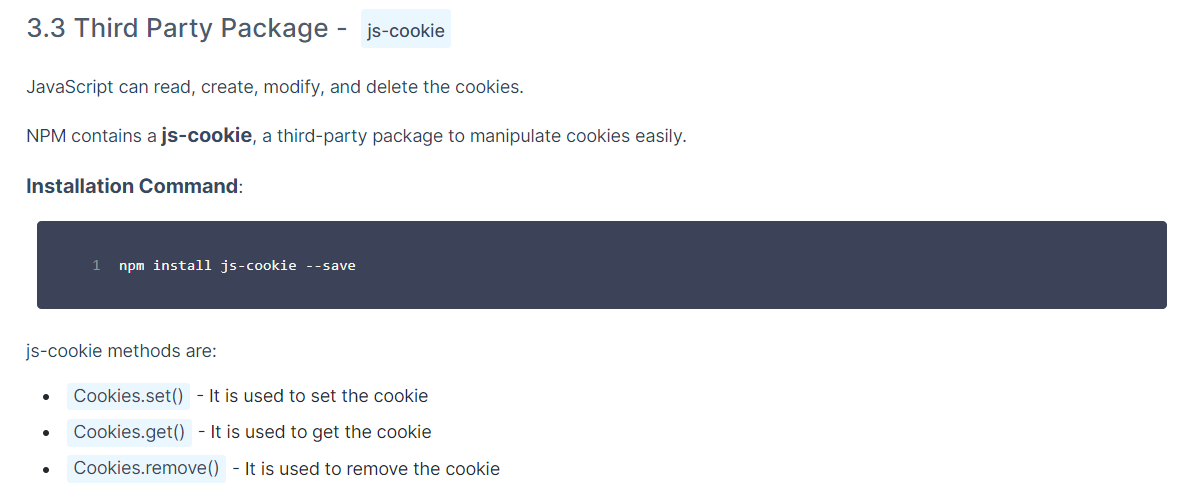 3.3 Third Party Package - js-cookie
JavaScript can read, create, modify, and delete the cookies.
NPM contains a js-cookie, a third-party package to manipulate cookies easily.
Installation Command:
1 npm install js-cookie --save
js-cookie methods are:
• Cookies.set() - It is used to set the cookie
• Cookies.get() - It is used to get the cookie
• Cookies.remove() - It is used to remove the cookie